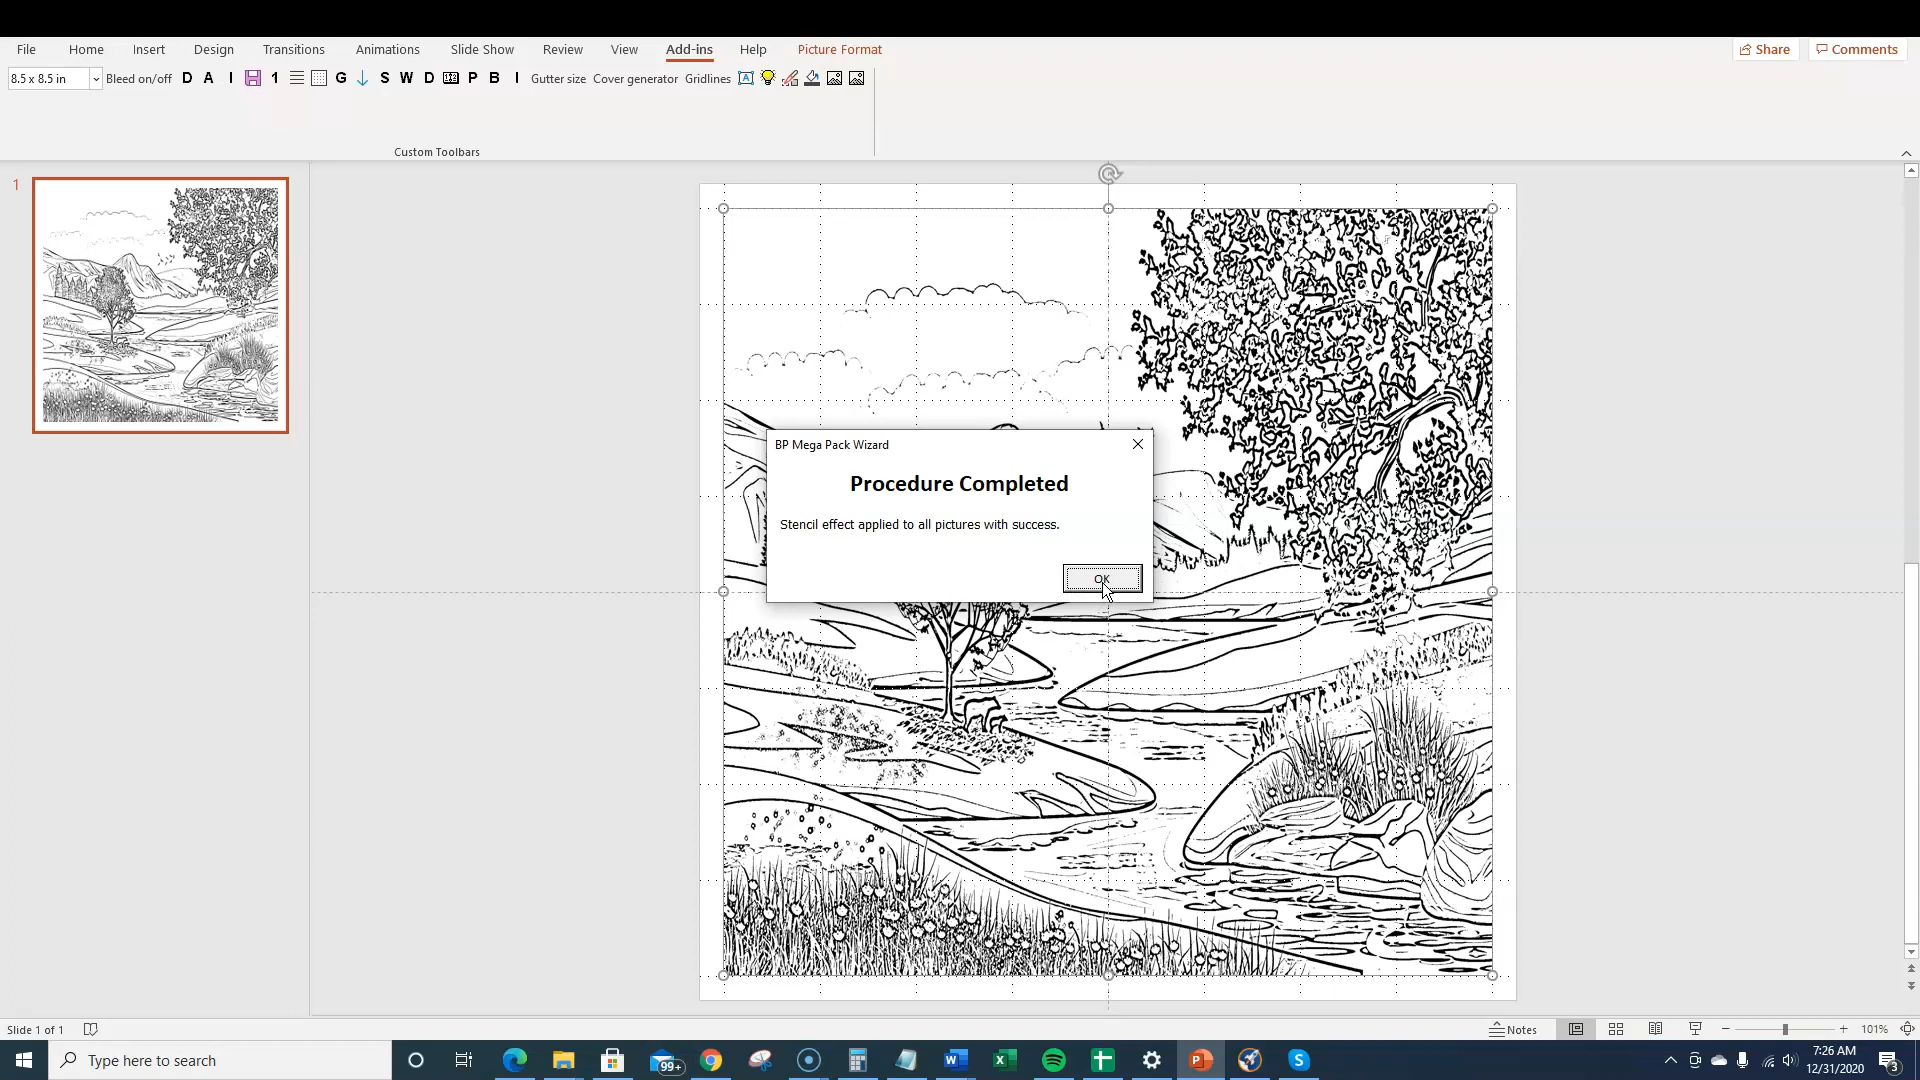 File Home Insert Design Transitions Animations Slide Show Review View Add-ins Help Picture Format Share Comments
8.5 x 8.5 in Bleed on/off D A I 1 G S W D P B I Gutter size Cover generator Gridlines
Custom Toolbars
1
BP Mega Pack Wizard
Procedure Completed
Stencil effect applied to all pictures with success.
OK
Slide 1 of 1 Notes 101%
Type here to search 99+ 7:26 AM
12/31/2020 3